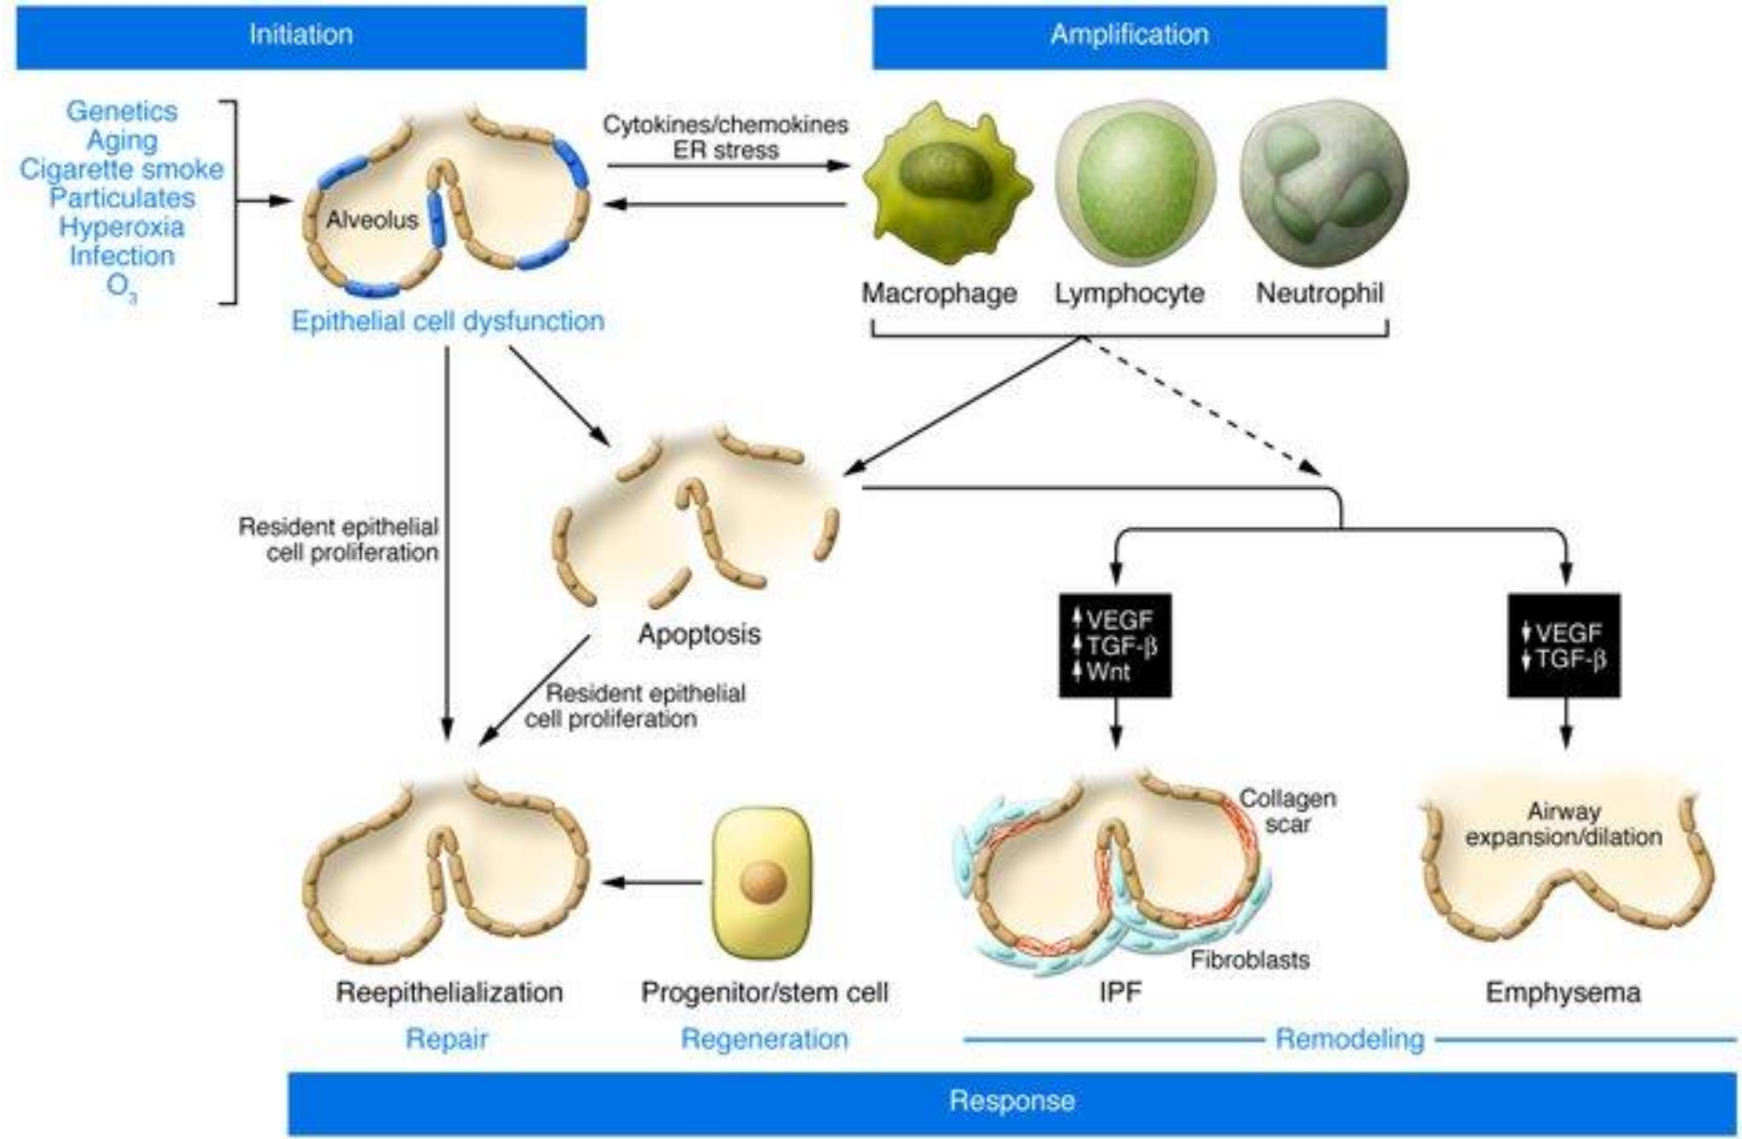 Initiation
Amplification
Genetics
Aging
Cigarette smoke
Particulates
Hyperoxia
Infection
O₃
Alveolus
Epithelial cell dysfunction
Cytokines/chemokines
ER stress
Macrophage
Lymphocyte
Neutrophil
Resident epithelial
cell proliferation
Apoptosis
Resident epithelial
cell proliferation
VEGF
TGF-β
Wnt
VEGF
TGF-β
Reepithelialization
Repair
Progenitor/stem cell
Regeneration
Collagen
scar
Fibroblasts
IPF
Airway
expansion/dilation
Emphysema
Remodeling
Response